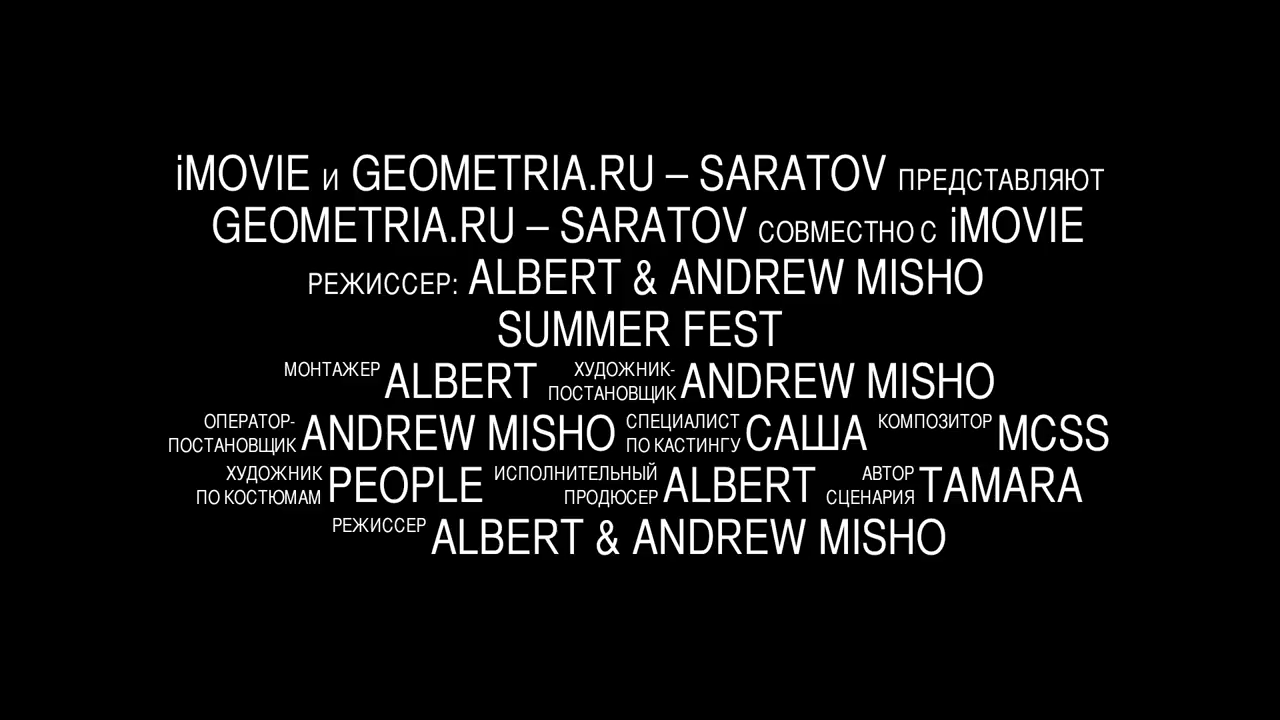 iMOVIE И GEOMETRIA.RU – SARATOV ПРЕДСТАВЛЯЮТ
GEOMETRIA.RU – SARATOV СОВМЕСТНО С iMOVIE
РЕЖИССЕР: ALBERT & ANDREW MISHO
SUMMER FEST
МОНТАЖЕР ALBERT ХУДОЖНИК-ПОСТАНОВЩИК ANDREW MISHO
ОПЕРАТОР-ПОСТАНОВЩИК ANDREW MISHO СПЕЦИАЛИСТ ПО КАСТИНГУ САША КОМПОЗИТОР MCSS
ХУДОЖНИК ПО КОСТЮМАМ PEOPLE ИСПОЛНИТЕЛЬНЫЙ ПРОДЮСЕР ALBERT АВТОР СЦЕНАРИЯ TAMARA
РЕЖИССЕР ALBERT & ANDREW MISHO